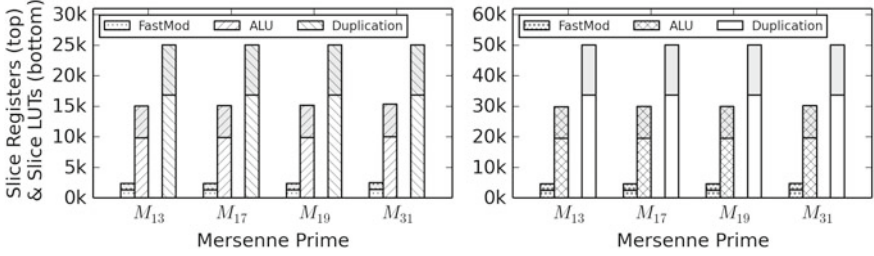 Slice Registers (top)
& Slice LUTs (bottom)
30k
25k
20k
15k
10k
5k
0k
FastMod ALU Duplication
M13 M17 M19 M31
Mersenne Prime
60k
50k
40k
30k
20k
10k
0k
FastMod ALU Duplication
M13 M17 M19 M31
Mersenne Prime